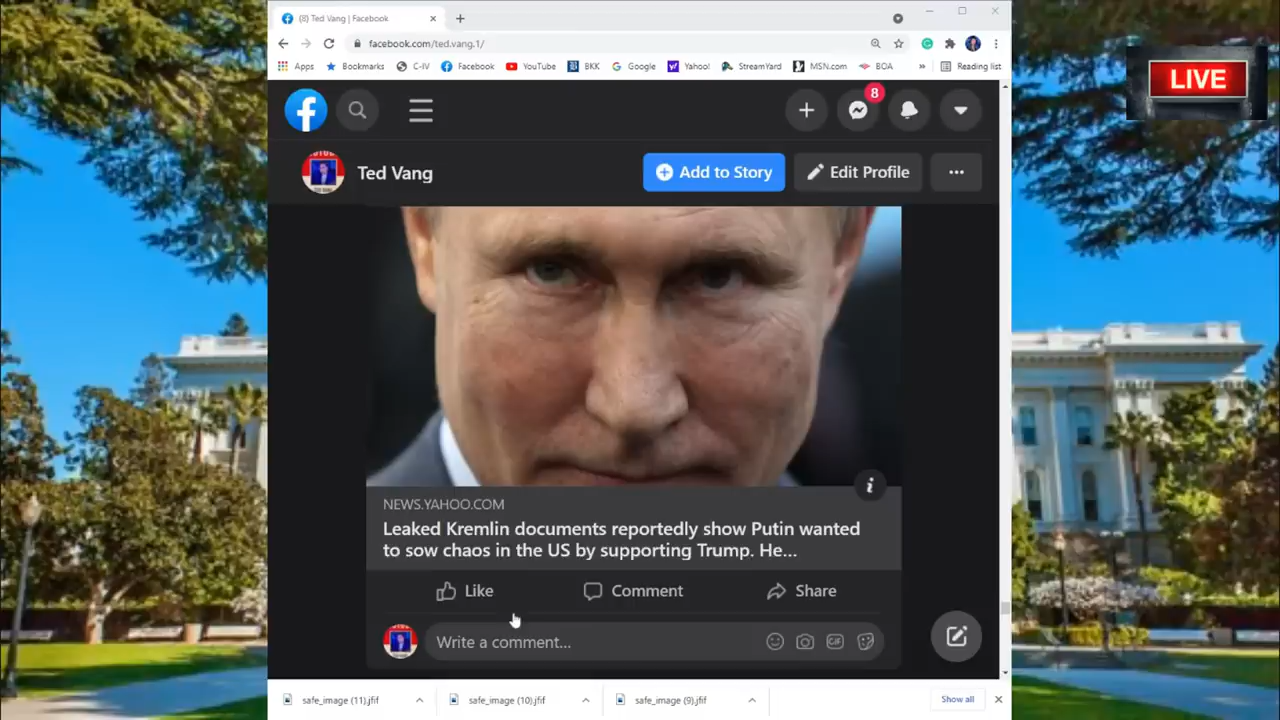 (8) Ted Vang | Facebook
facebook.com/ted.vang.1/
Apps Bookmarks C-IV Facebook YouTube BKK Google Yahoo! StreamYard MSN.com BOA » Reading list
LIVE
8
Ted Vang
Add to Story
Edit Profile
NEWS.YAHOO.COM
Leaked Kremlin documents reportedly show Putin wanted
to sow chaos in the US by supporting Trump. He...
Like Comment Share
Write a comment...
GIF
safe_image (11).jfif safe_image (10).jfif safe_image (9).jfif Show all